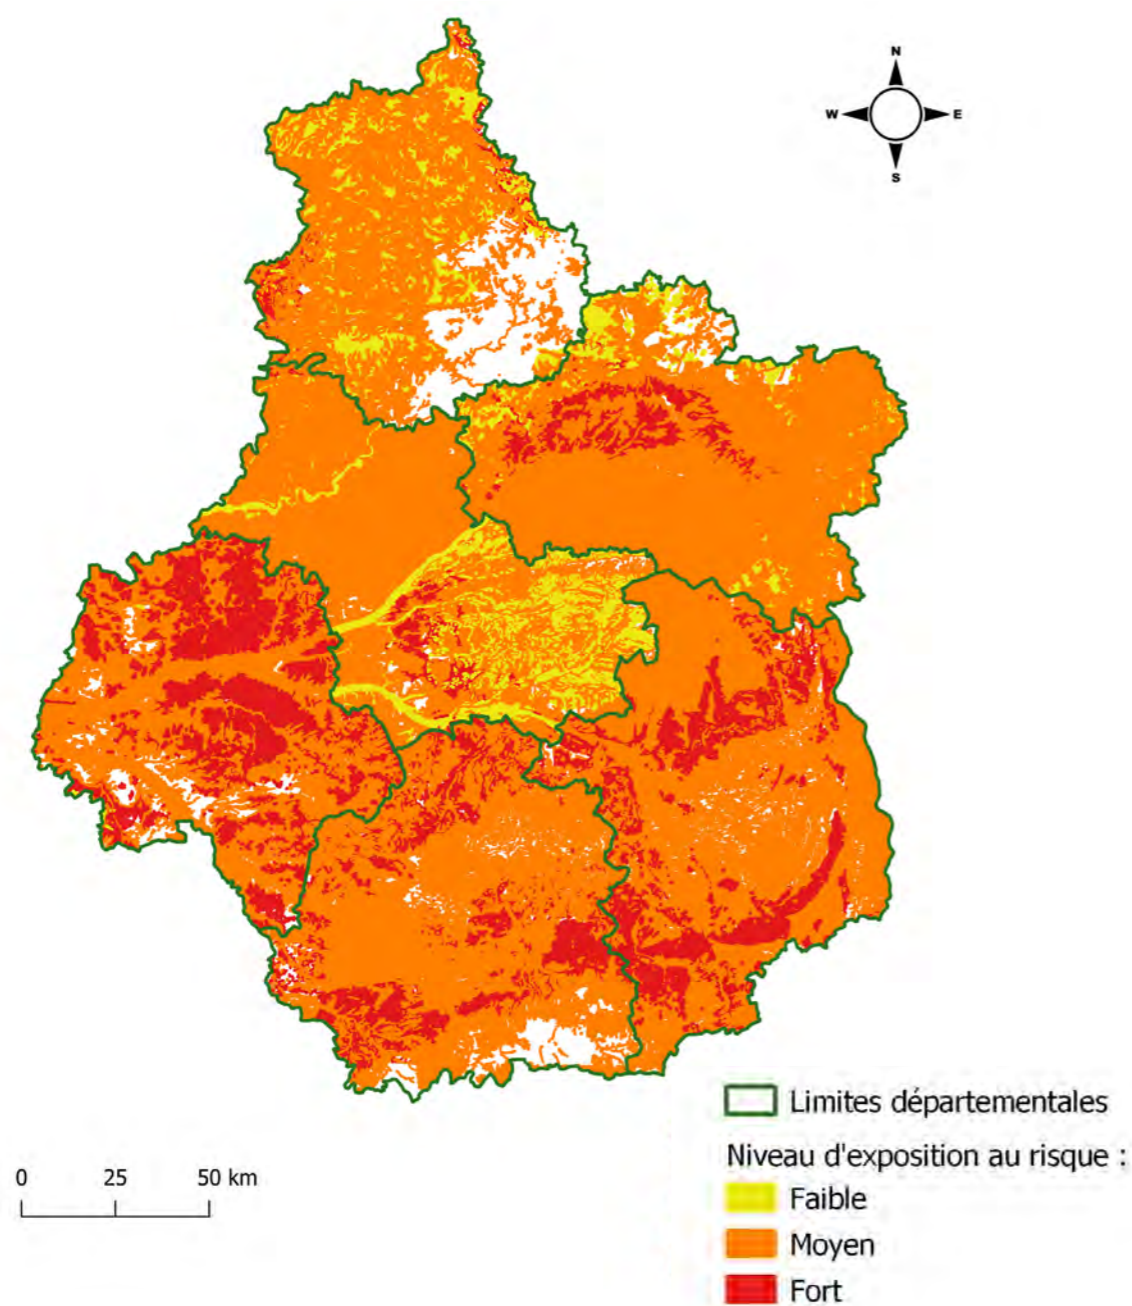 N
W E
S
Limites départementales
Niveau d'exposition au risque :
0 25 50 km
Faible
Moyen
Fort